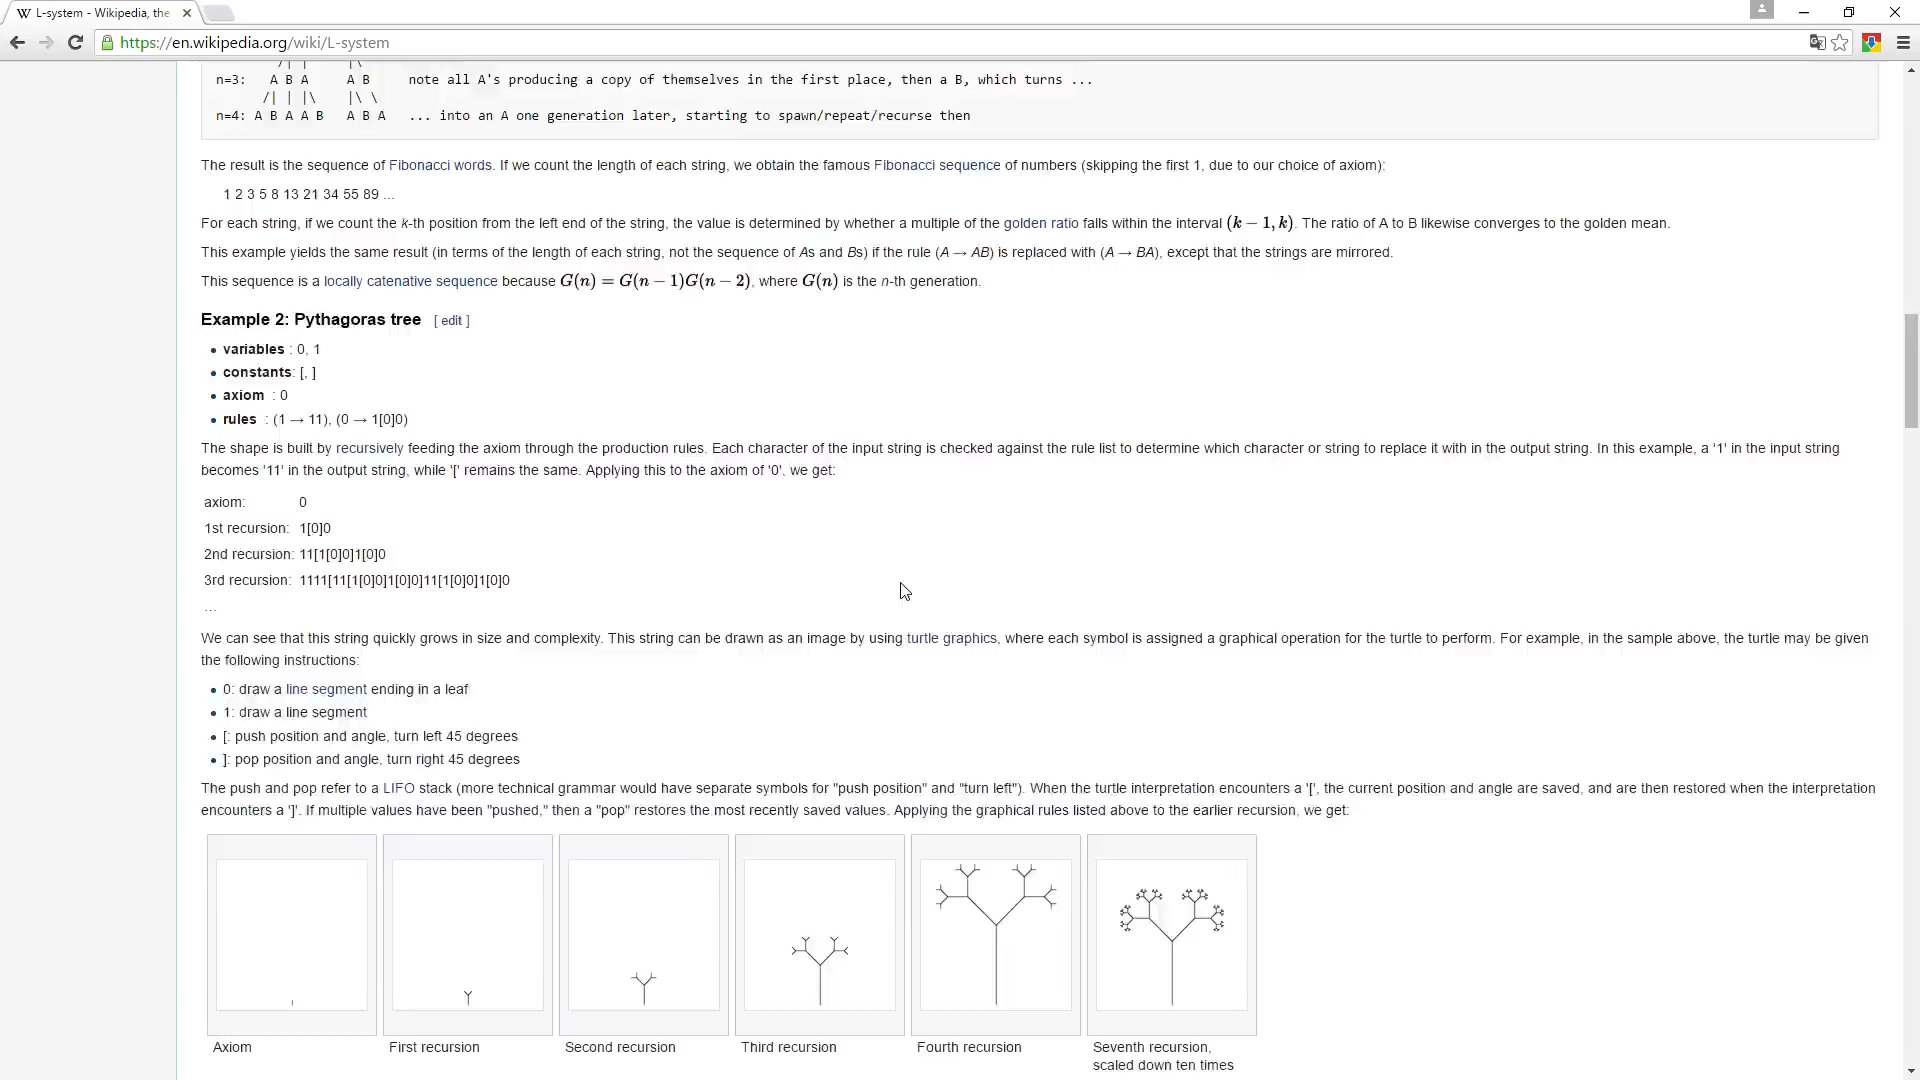 L-system - Wikipedia, the
https://en.wikipedia.org/wiki/L-system
n=3: A B A A B note all A's producing a copy of themselves in the first place, then a B, which turns ...
/| | |\ |\ \
n=4: A B A A B A B A ... into an A one generation later, starting to spawn/repeat/recurse then
The result is the sequence of Fibonacci words. If we count the length of each string, we obtain the famous Fibonacci sequence of numbers (skipping the first 1, due to our choice of axiom):
1 2 3 5 8 13 21 34 55 89 ...
For each string, if we count the k-th position from the left end of the string, the value is determined by whether a multiple of the golden ratio falls within the interval (k − 1, k). The ratio of A to B likewise converges to the golden mean.
This example yields the same result (in terms of the length of each string, not the sequence of As and Bs) if the rule (A → AB) is replaced with (A → BA), except that the strings are mirrored.
This sequence is a locally catenative sequence because G(n) = G(n − 1)G(n − 2), where G(n) is the n-th generation.
Example 2: Pythagoras tree [ edit ]
• variables : 0, 1
• constants: [, ]
• axiom : 0
• rules : (1 → 11), (0 → 1[0]0)
The shape is built by recursively feeding the axiom through the production rules. Each character of the input string is checked against the rule list to determine which character or string to replace it with in the output string. In this example, a '1' in the input string
becomes '11' in the output string, while '[' remains the same. Applying this to the axiom of '0', we get:
axiom: 0
1st recursion: 1[0]0
2nd recursion: 11[1[0]0]1[0]0
3rd recursion: 1111[11[1[0]0]1[0]0]11[1[0]0]1[0]0
…
We can see that this string quickly grows in size and complexity. This string can be drawn as an image by using turtle graphics, where each symbol is assigned a graphical operation for the turtle to perform. For example, in the sample above, the turtle may be given
the following instructions:
• 0: draw a line segment ending in a leaf
• 1: draw a line segment
• [: push position and angle, turn left 45 degrees
• ]: pop position and angle, turn right 45 degrees
The push and pop refer to a LIFO stack (more technical grammar would have separate symbols for "push position" and "turn left"). When the turtle interpretation encounters a '[', the current position and angle are saved, and are then restored when the interpretation
encounters a ']'. If multiple values have been "pushed," then a "pop" restores the most recently saved values. Applying the graphical rules listed above to the earlier recursion, we get:
Axiom First recursion Second recursion Third recursion Fourth recursion Seventh recursion,
scaled down ten times